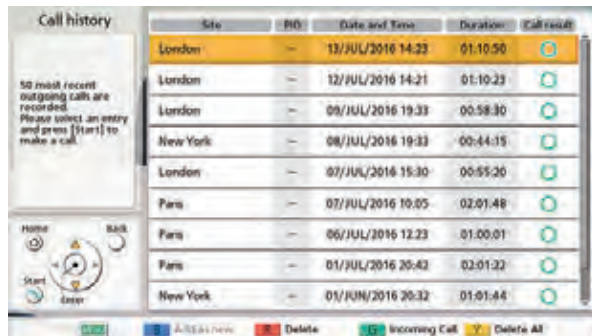 Call history
50 most recent
outgoing calls are
recorded.
Please select an entry
and press [Start] to
make a call.
Home
Back
Start
Enter
Site PID Date and Time Duration Call result
London -- 13/JUL/2016 14:23 01:10:50
London -- 12/JUL/2016 14:21 01:10:23
London -- 09/JUL/2016 19:33 00:58:30
New York -- 08/JUL/2016 19:33 00:44:15
London -- 07/JUL/2016 15:30 00:55:20
Paris -- 07/JUL/2016 10:05 02:01:48
Paris -- 06/JUL/2016 12:23 01:00:01
Paris -- 01/JUL/2016 20:42 02:01:22
New York -- 01/JUN/2016 20:32 01:01:44
B Add as new R Delete G Incoming Call Y Delete All